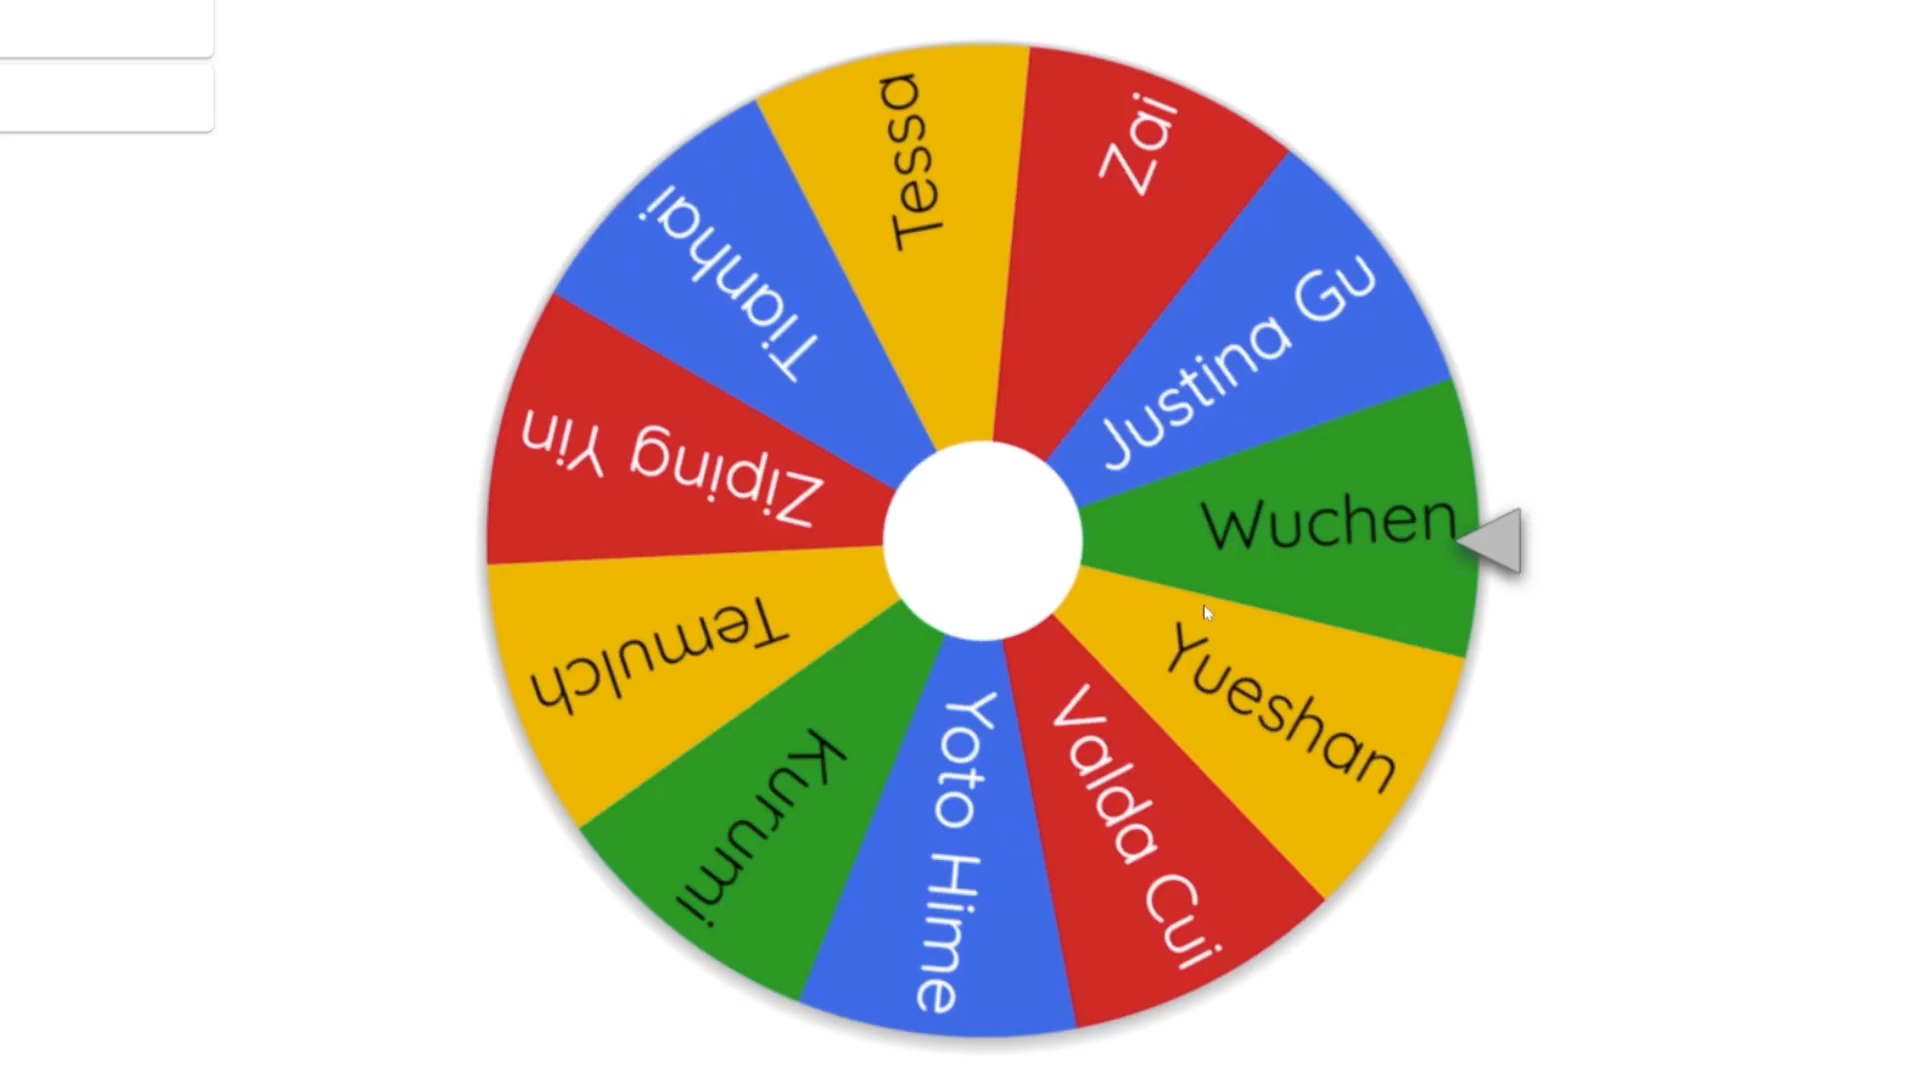 Tessa
Zai
Justina Gu
Wuchen
Yueshan
Valda Cui
Yoto Hime
Kurumi
Temulch
Ziping Yin
Tianhai